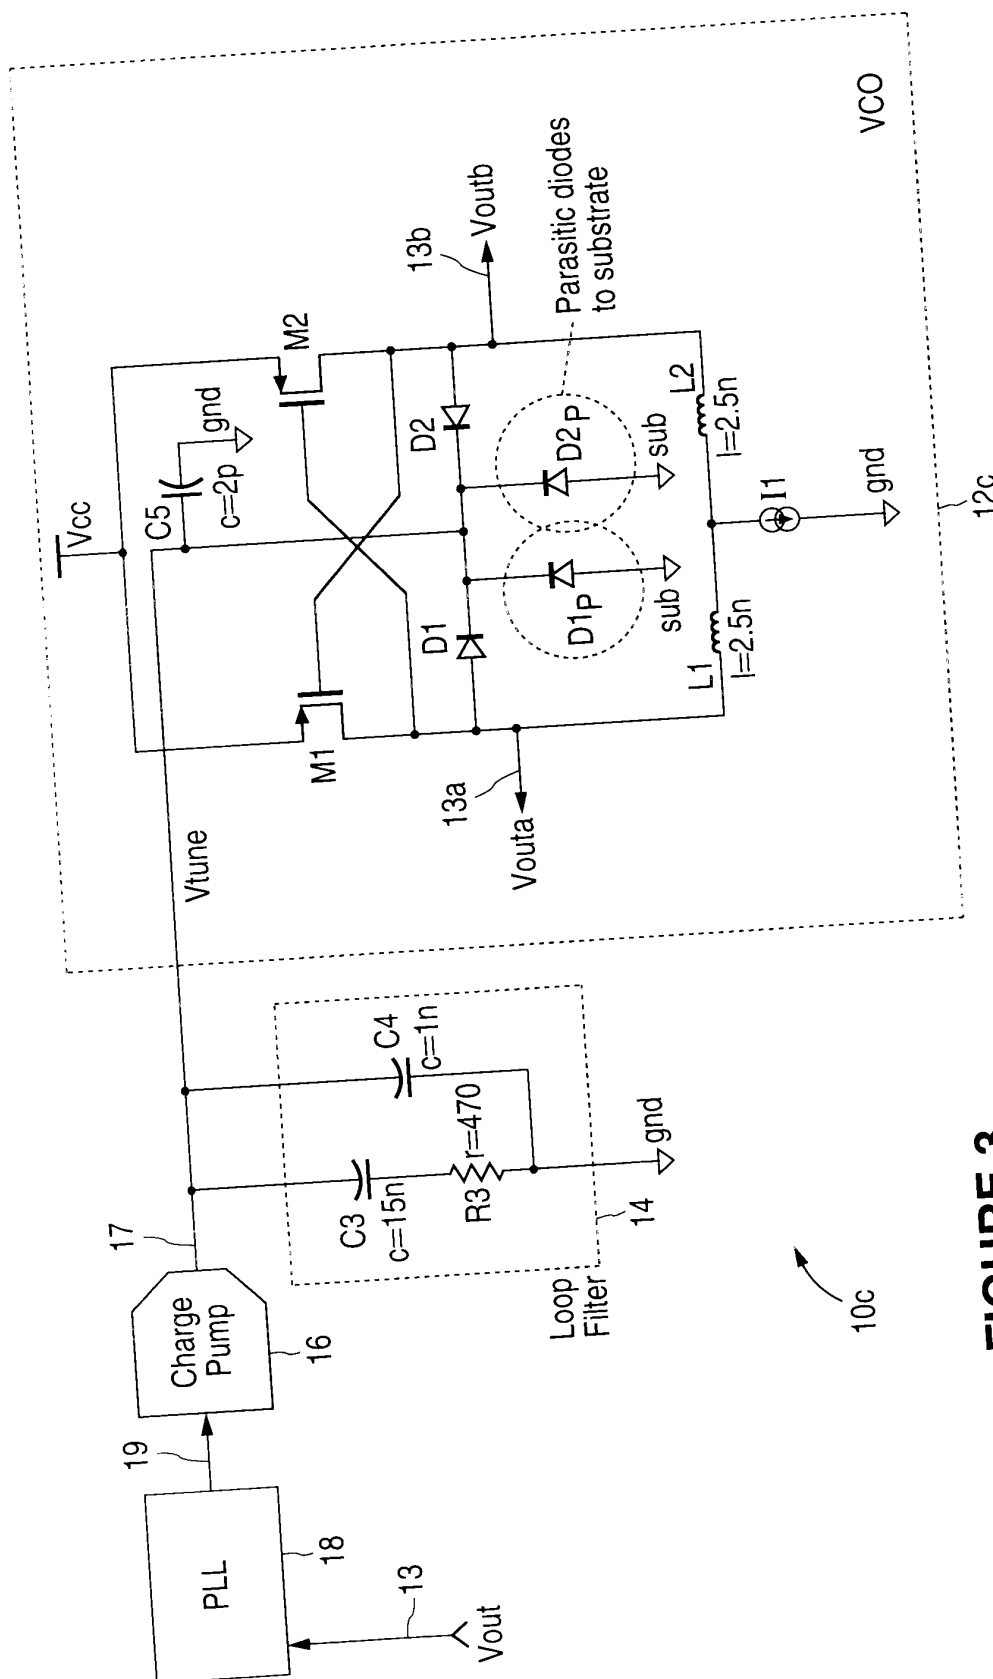 PLL
18
19
13
Vout
Charge
Pump
16
17
C3
c=15n
R3
r=470
C4
c=1n
gnd
14
Loop
Filter
10c
Vtune
Vcc
C5
c=2p
gnd
M1
M2
D1
D2
13a
Vouta
13b
Voutb
D1P
D2P
sub
sub
Parasitic diodes
to substrate
L1
l=2.5n
L2
l=2.5n
I1
gnd
VCO
12c
FIGURE 3